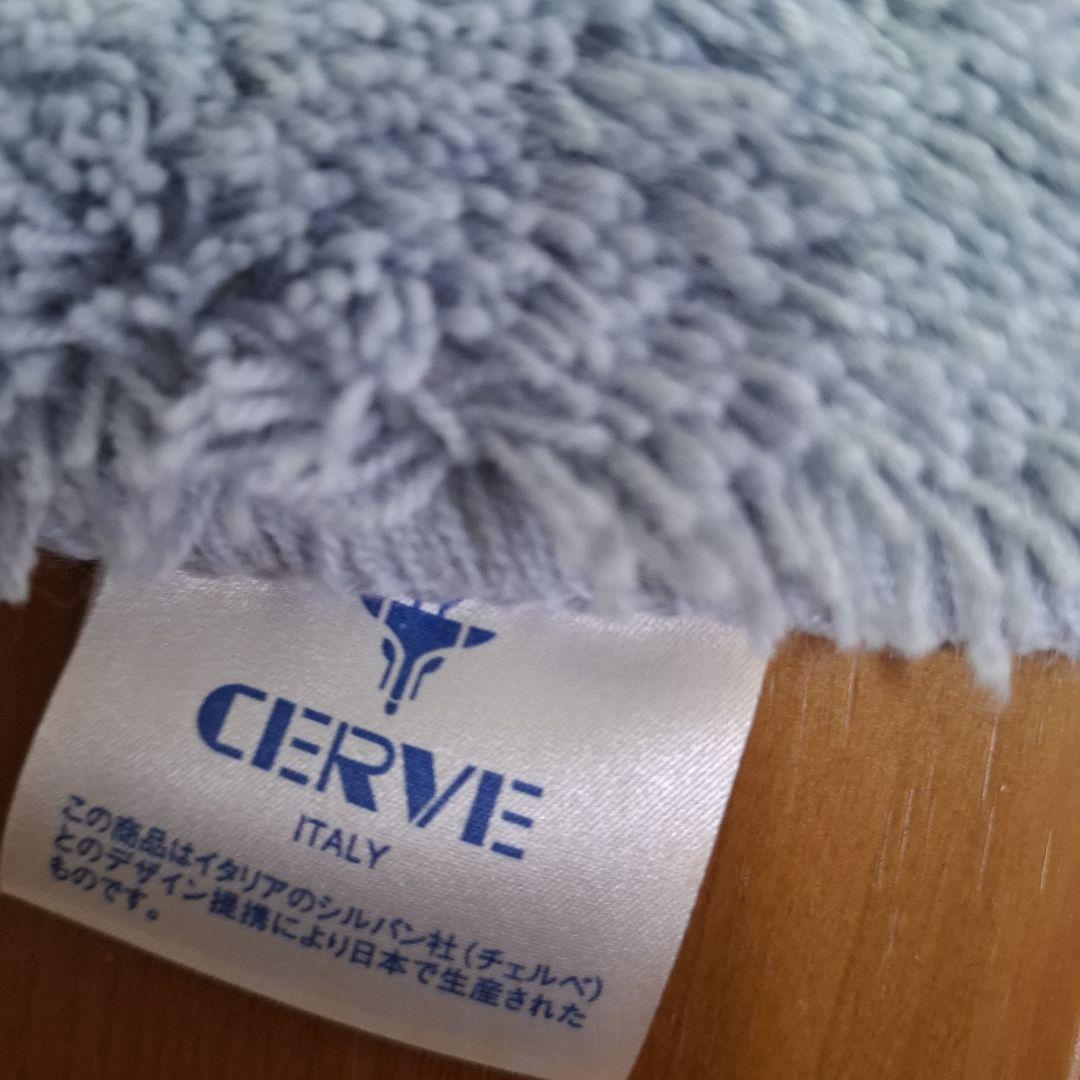 CERVE
ITALY
この商品はイタリアのシルバン社(チェルベ)
とのデザイン提携により日本で生産された
ものです。